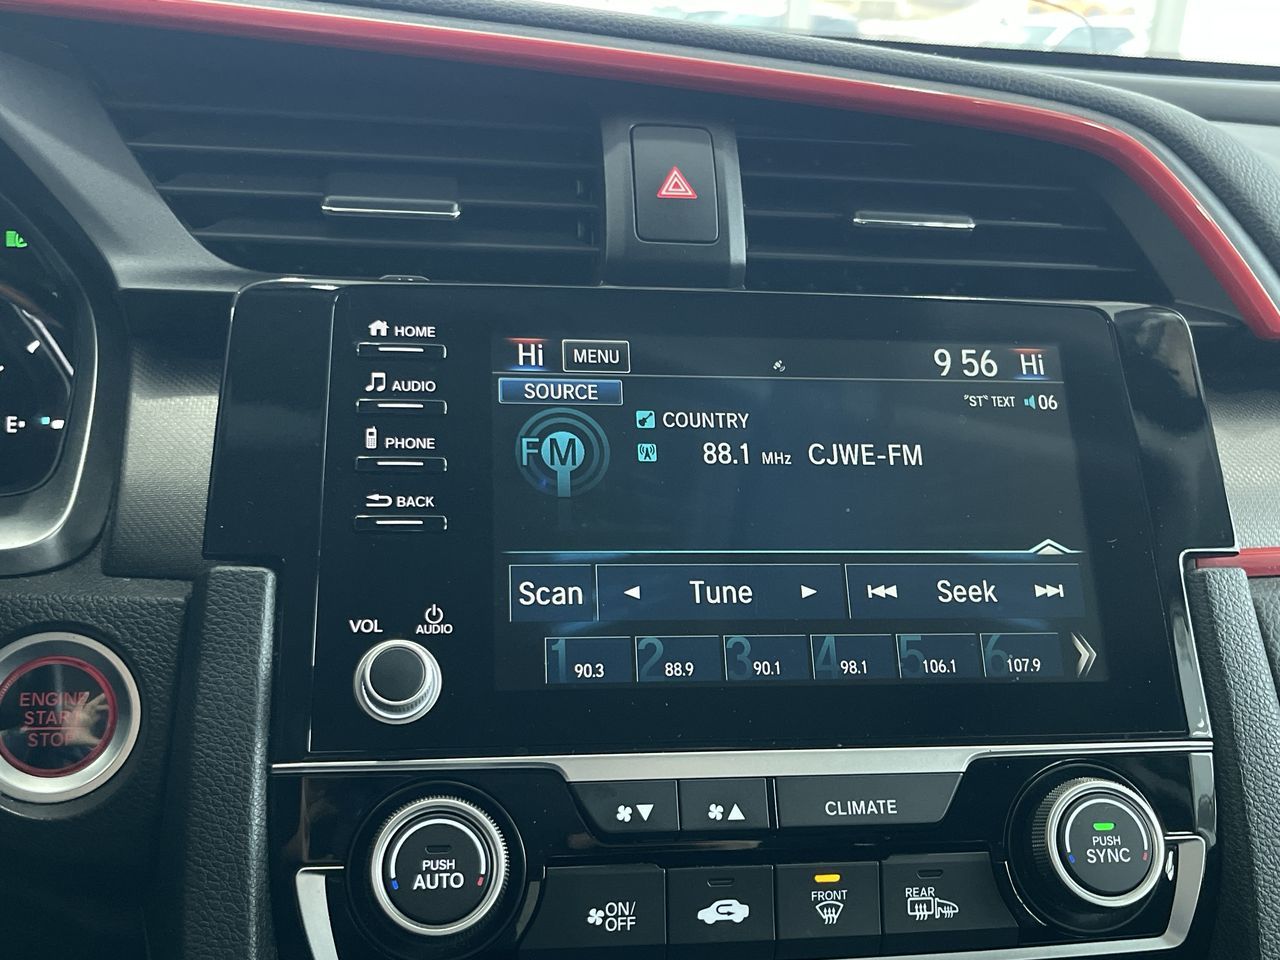 HOME
AUDIO
PHONE
BACK
VOL
AUDIO
Hi MENU 9 56 Hi
SOURCE
"ST" TEXT 06
FM
COUNTRY
88.1 MHz CJWE-FM
Scan Tune Seek
1 90.3 2 88.9 3 90.1 4 98.1 5 106.1 6 107.9
E
ENGINE
START
STOP
CLIMATE
PUSH
AUTO
PUSH
SYNC
ON/
OFF
FRONT
REAR